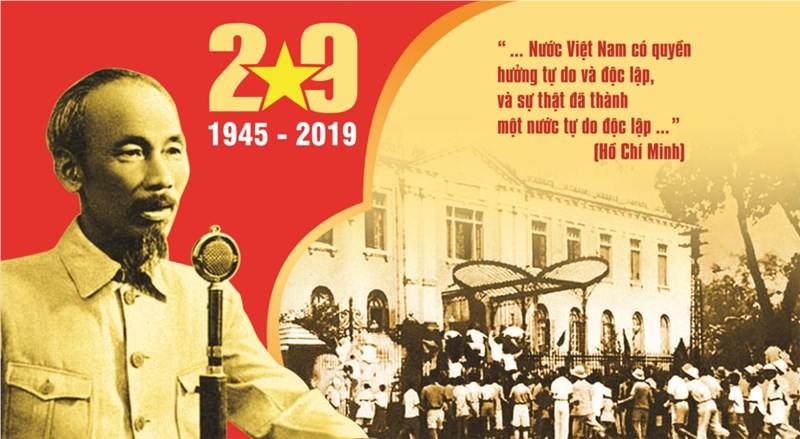 2★9
1945 - 2019
“ ... Nước Việt Nam có quyền
hưởng tự do và độc lập,
và sự thật đã thành
một nước tự do độc lập ...”
(Hồ Chí Minh)